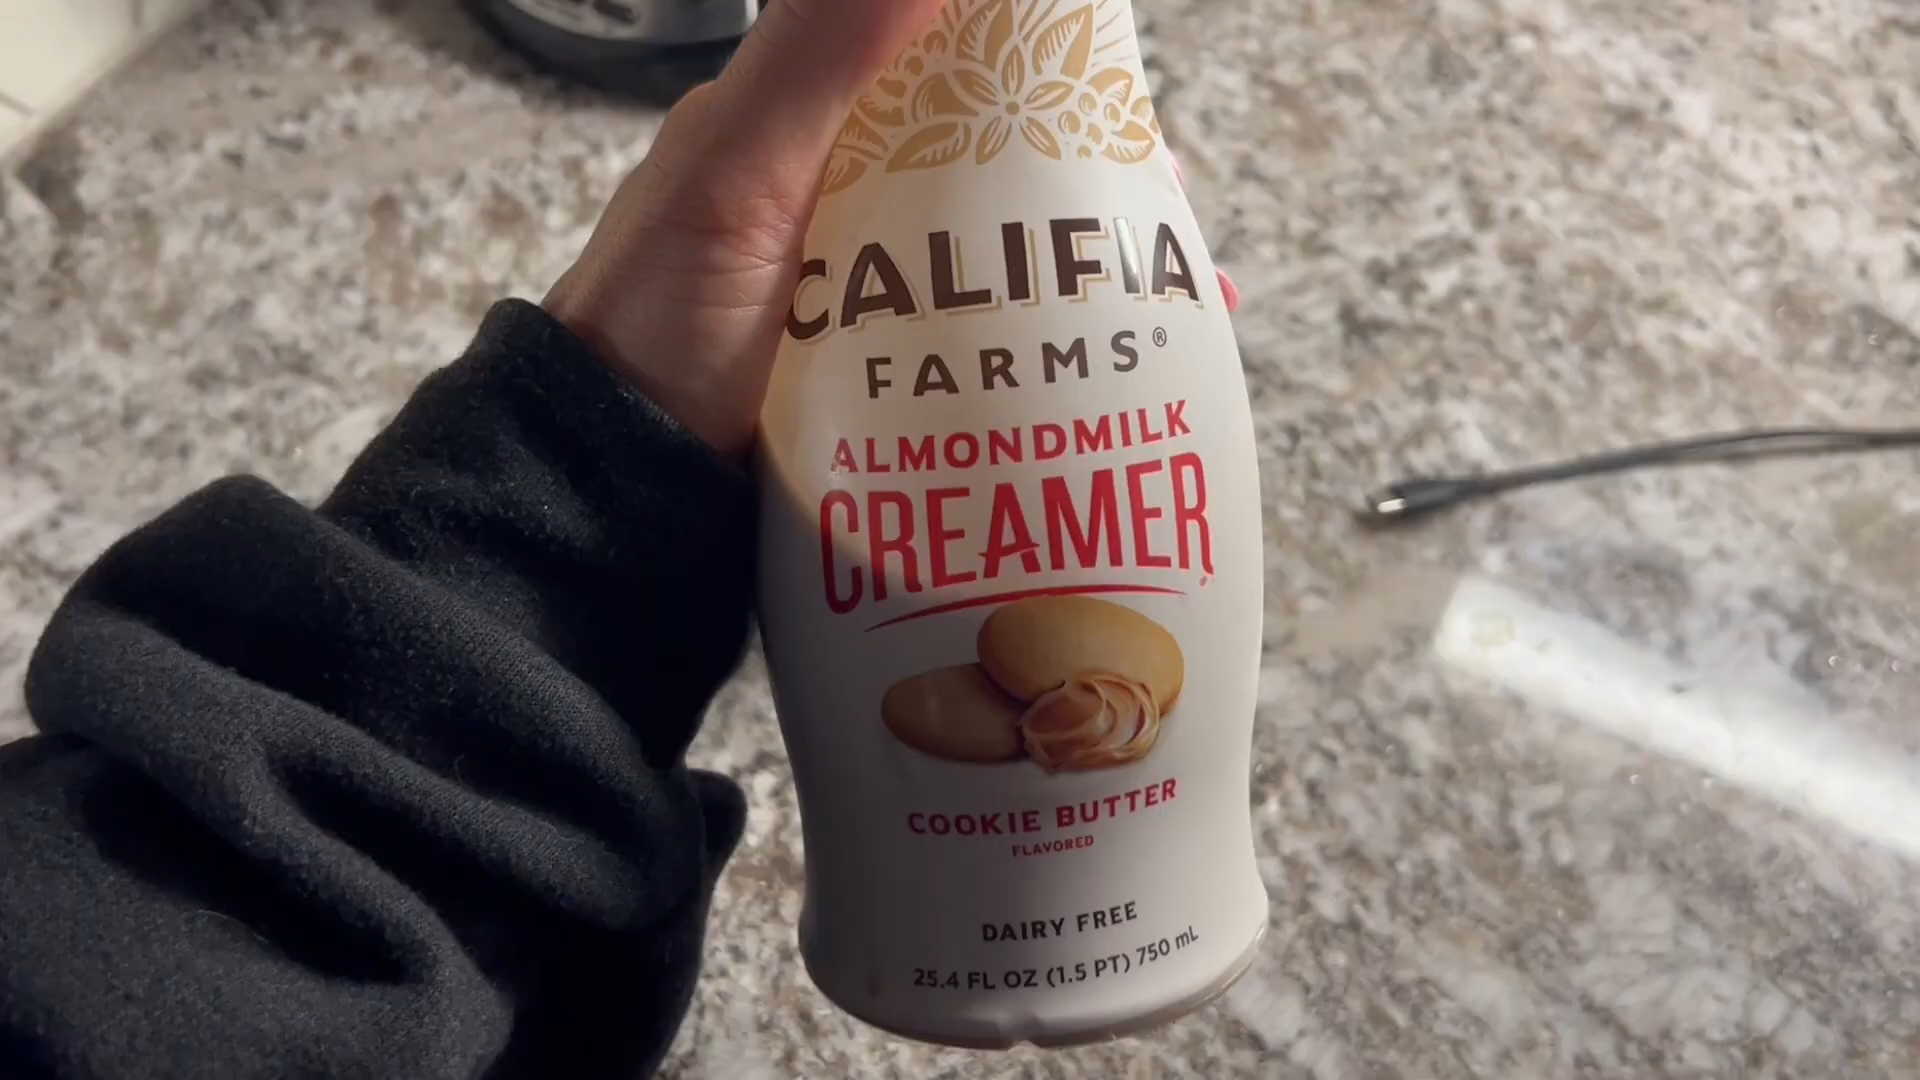 CALIFIA
FARMS®
ALMONDMILK
CREAMER
COOKIE BUTTER
FLAVORED
DAIRY FREE
25.4 FL OZ (1.5 PT) 750 mL